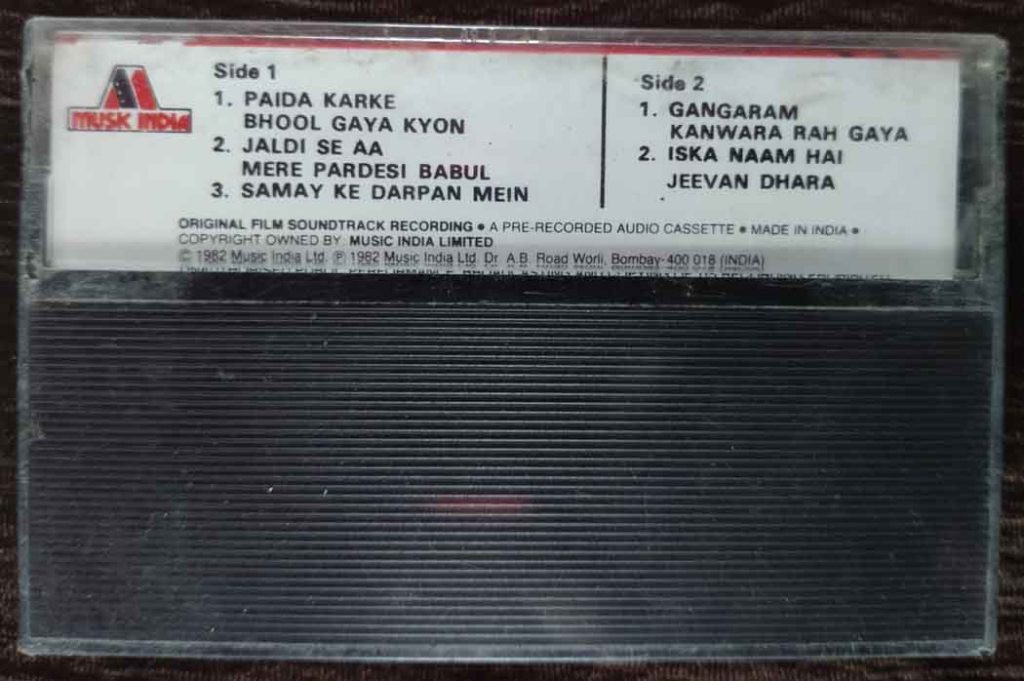 MUSIC INDIA
Side 1
1. PAIDA KARKE
BHOOL GAYA KYON
2. JALDI SE AA
MERE PARDESI BABUL
3. SAMAY KE DARPAN MEIN
Side 2
1. GANGARAM
KANWARA RAH GAYA
2. ISKA NAAM HAI
JEEVAN DHARA
ORIGINAL FILM SOUNDTRACK RECORDING ● A PRE-RECORDED AUDIO CASSETTE ● MADE IN INDIA ●
COPYRIGHT OWNED BY: MUSIC INDIA LIMITED
© 1982 Music India Ltd. ℗ 1982 Music India Ltd. Dr. A.B. Road Worli, Bombay-400 018 (INDIA)